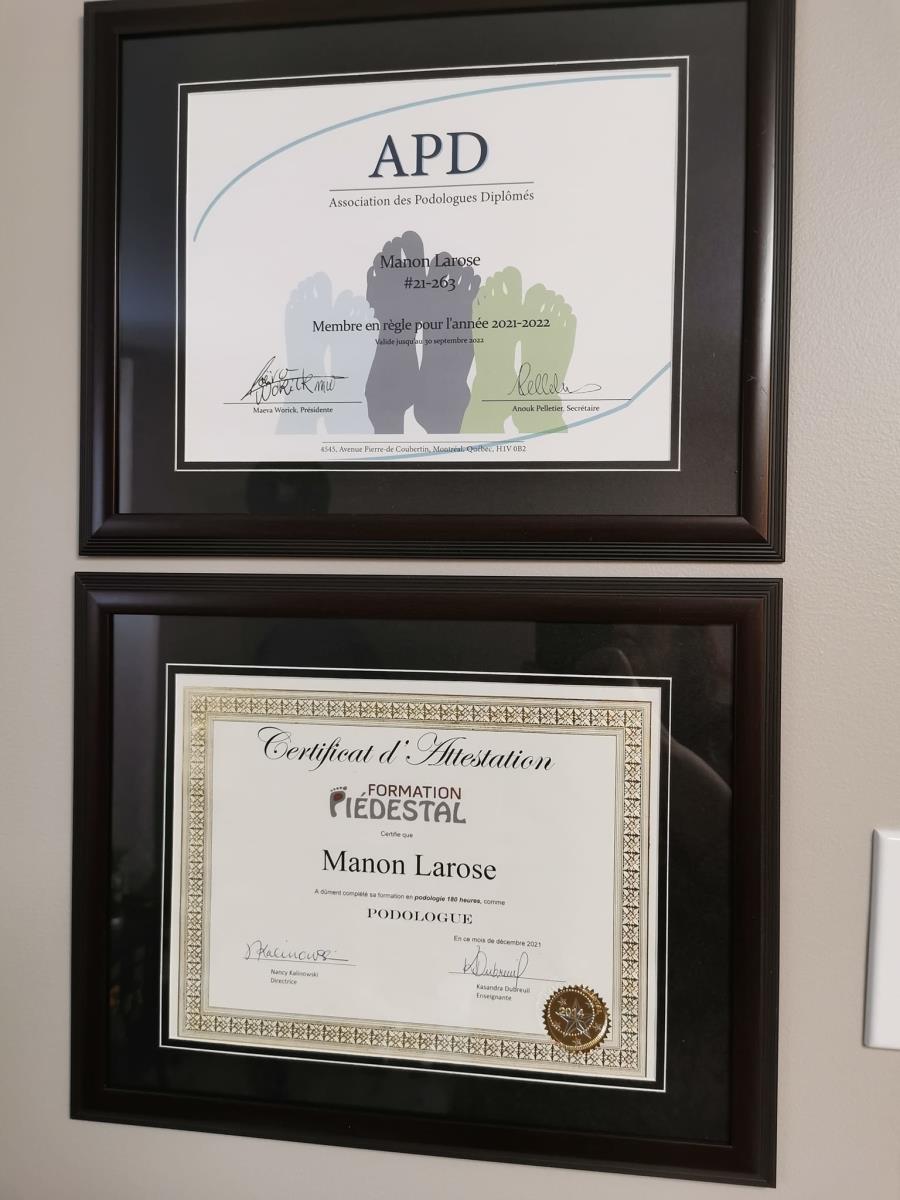 APD
Association des Podologues Diplômés
Manon Larose
#21-263
Membre en règle pour l'année 2021-2022
Valide jusqu'au 30 septembre 2022
Maeva Worick, Présidente
Anouk Pelletier, Secrétaire
4545, Avenue Pierre-de Coubertin, Montréal, Québec, H1V 0B2
Certificat d'Attestation
FORMATION
PIÉDESTAL
Certifie que
Manon Larose
A dûment complété sa formation en podologie 180 heures, comme
PODOLOGUE
En ce mois de décembre 2021
N Kalinowski
K Dubreuil
Nancy Kalinowski
Directrice
Kasandra Dubreuil
Enseignante
2014